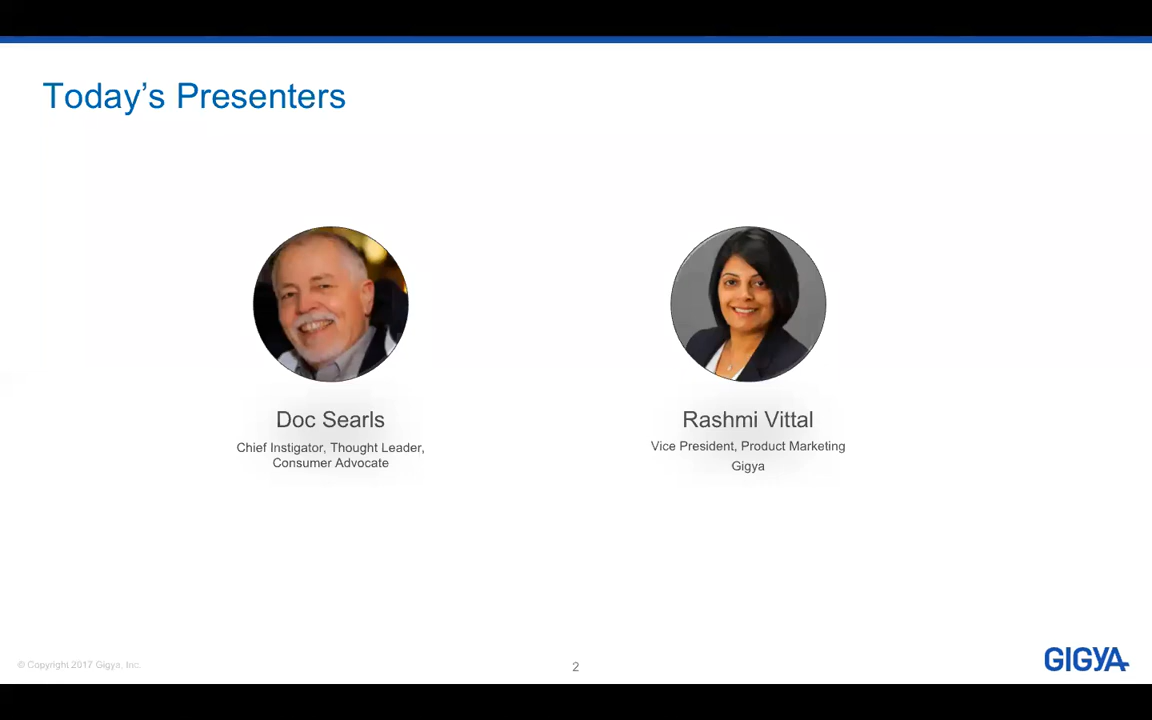 Today’s Presenters
Doc Searls
Chief Instigator, Thought Leader,
Consumer Advocate
Rashmi Vittal
Vice President, Product Marketing
Gigya
© Copyright 2017 Gigya, Inc.
2
GIGYA